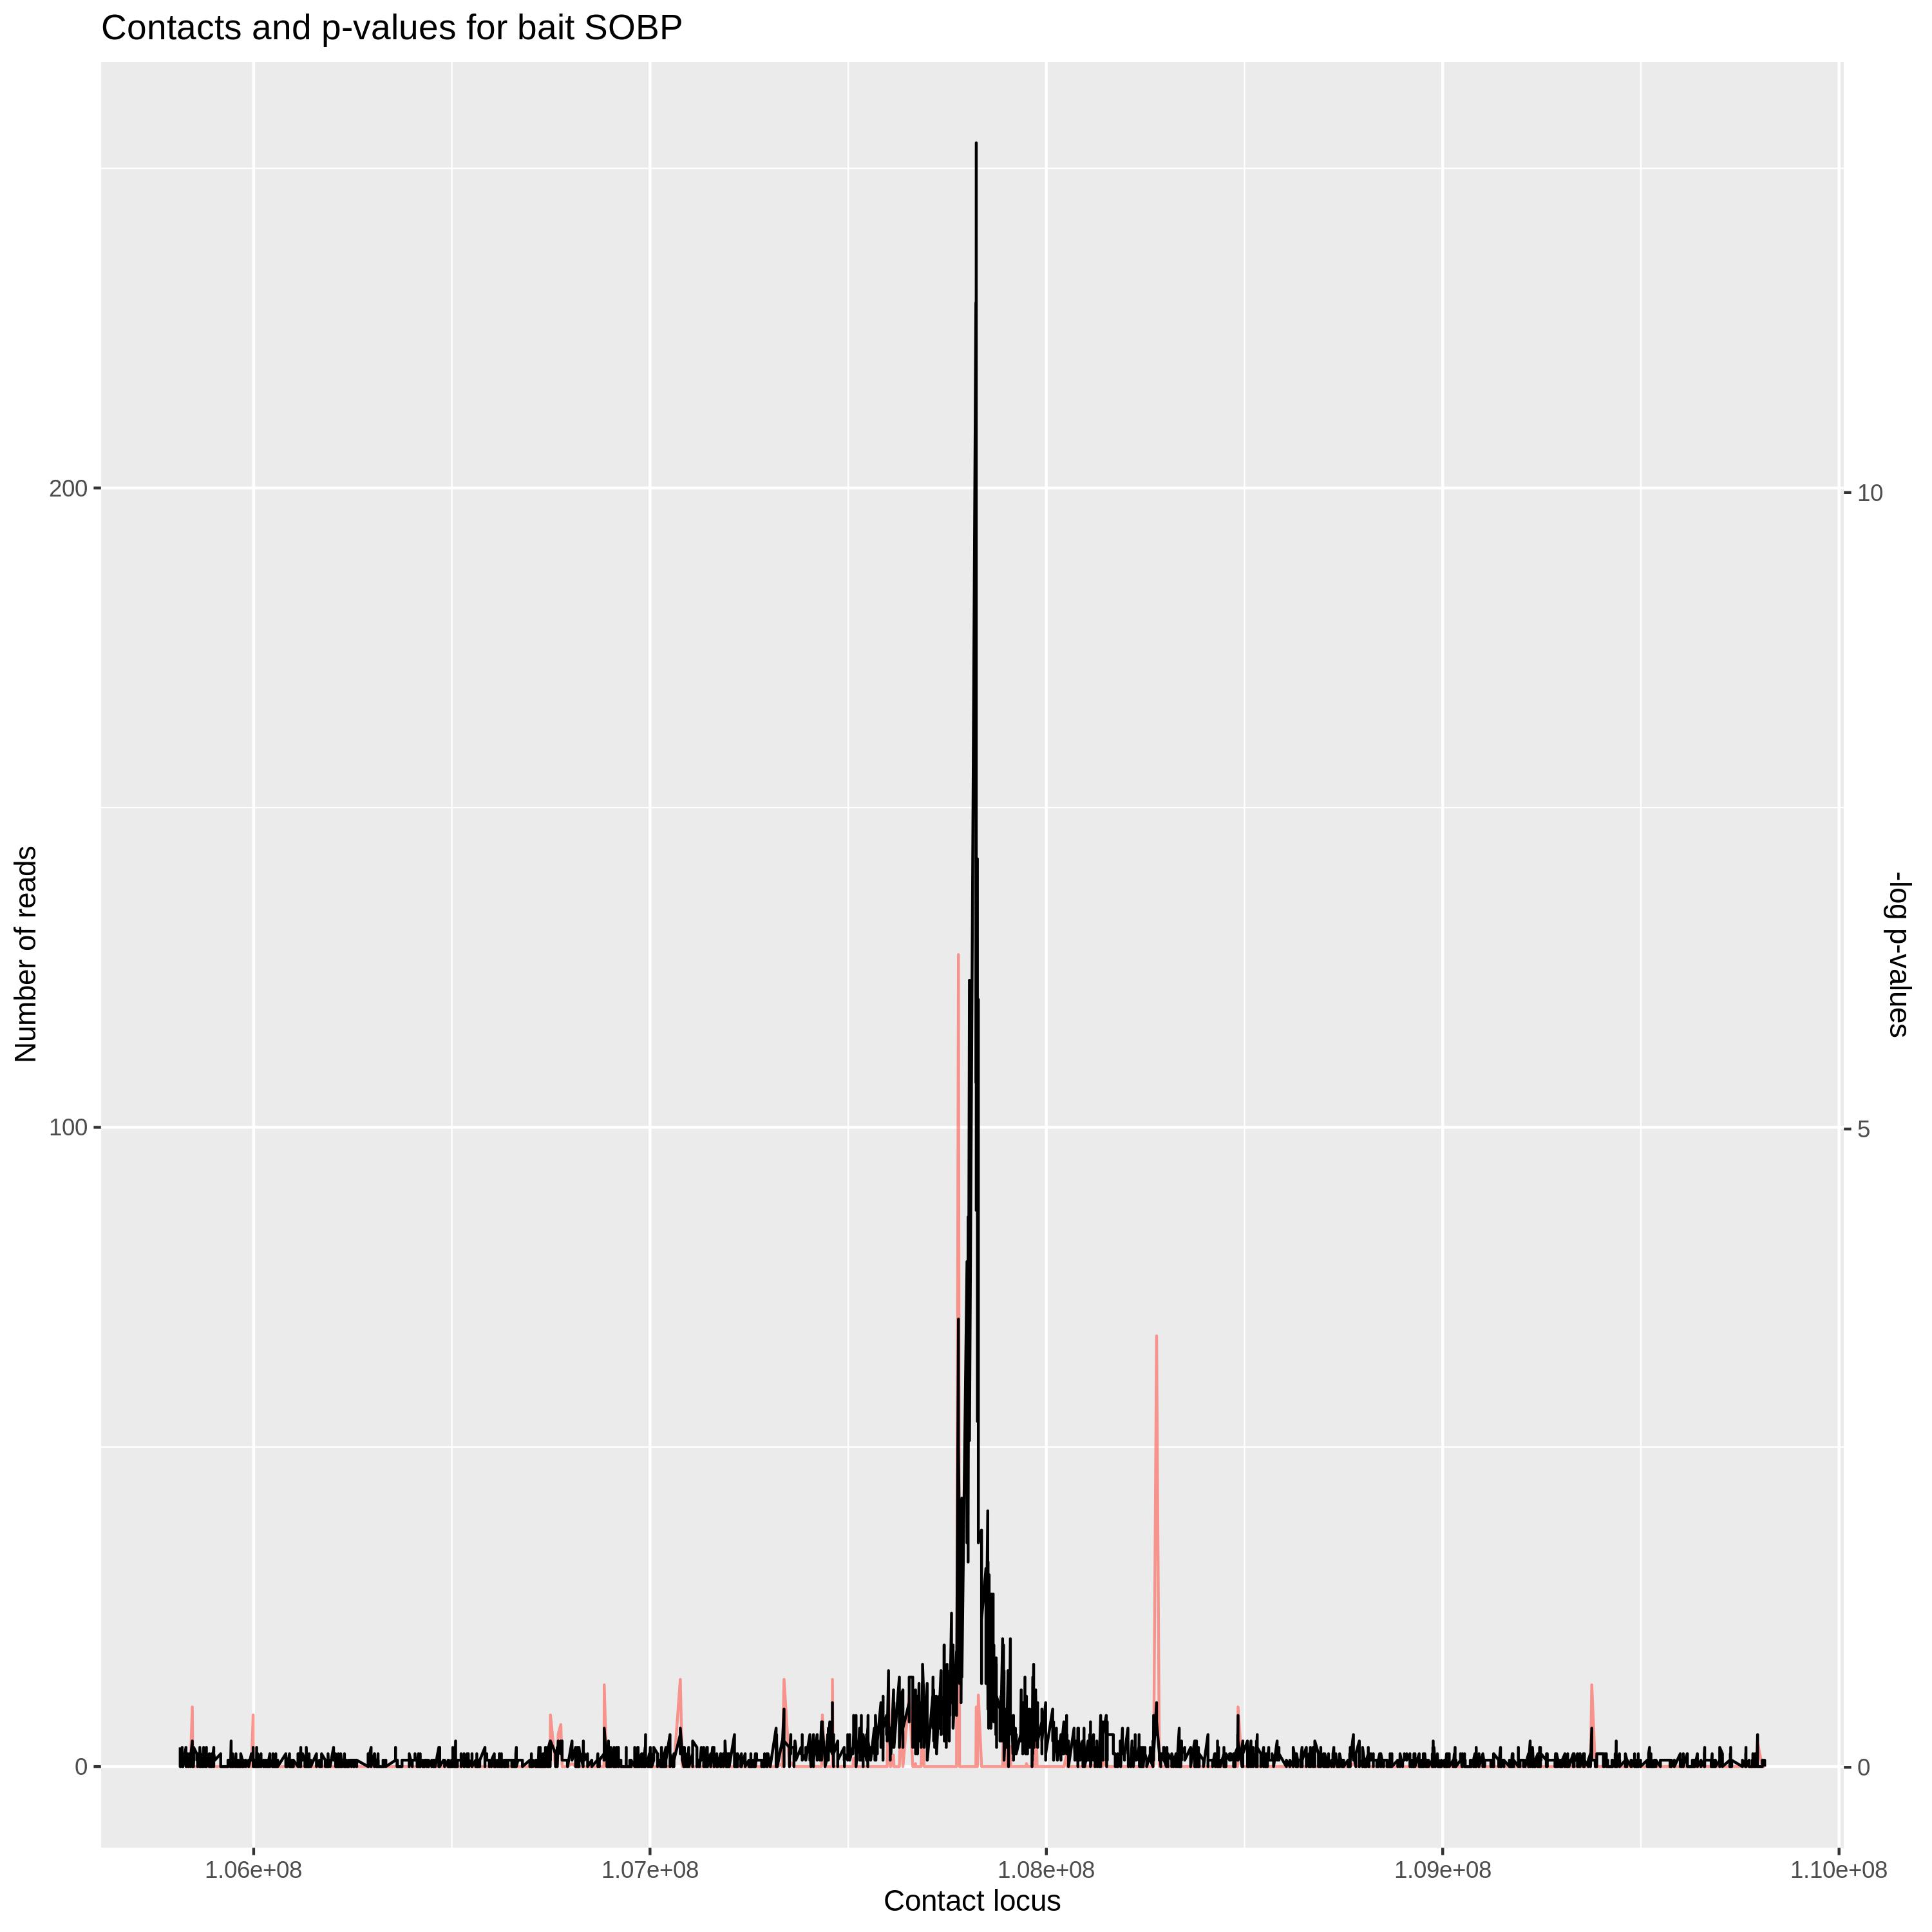 Contacts and p-values for bait SOBP
Number of reads
200
100
0
10
5
0
-log p-values
1.06e+08
1.07e+08
1.08e+08
1.09e+08
1.10e+08
Contact locus